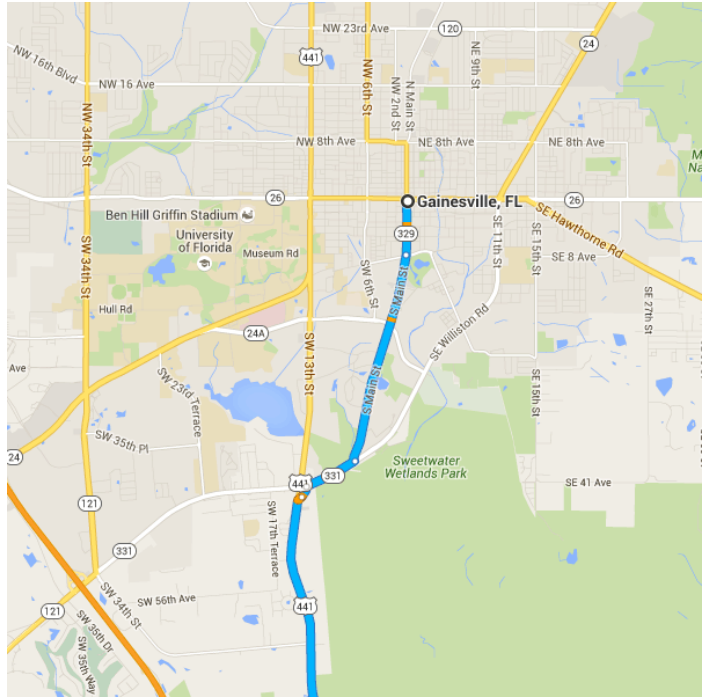 NW 23rd Ave
120
24
441
NW 16th Blvd
NW 16 Ave
NW 34th St
NW 6th St
NW 2nd St
N Main St
NE 9th St
NW 8th Ave
NE 8th Ave
NE 8th Ave
26
Gainesville, FL
26
Ben Hill Griffin Stadium
University
of Florida
Museum Rd
329
SE Hawthorne Rd
SE 11th St
SE 15th St
SE 8 Ave
SW 34th St
SW 6th St
S Main St
Hull Rd
24A
SE Williston Rd
SE 27th St
Ave
SW 13th St
SW 23rd Terrace
S Main St
SE 15th St
SW 35th Pl
24
Sweetwater
Wetlands Park
441
331
SE 41 Ave
121
SW 17th Terrace
331
SW 34th St
SW 56th Ave
441
121
SW 35th Dr
SW 35th Way